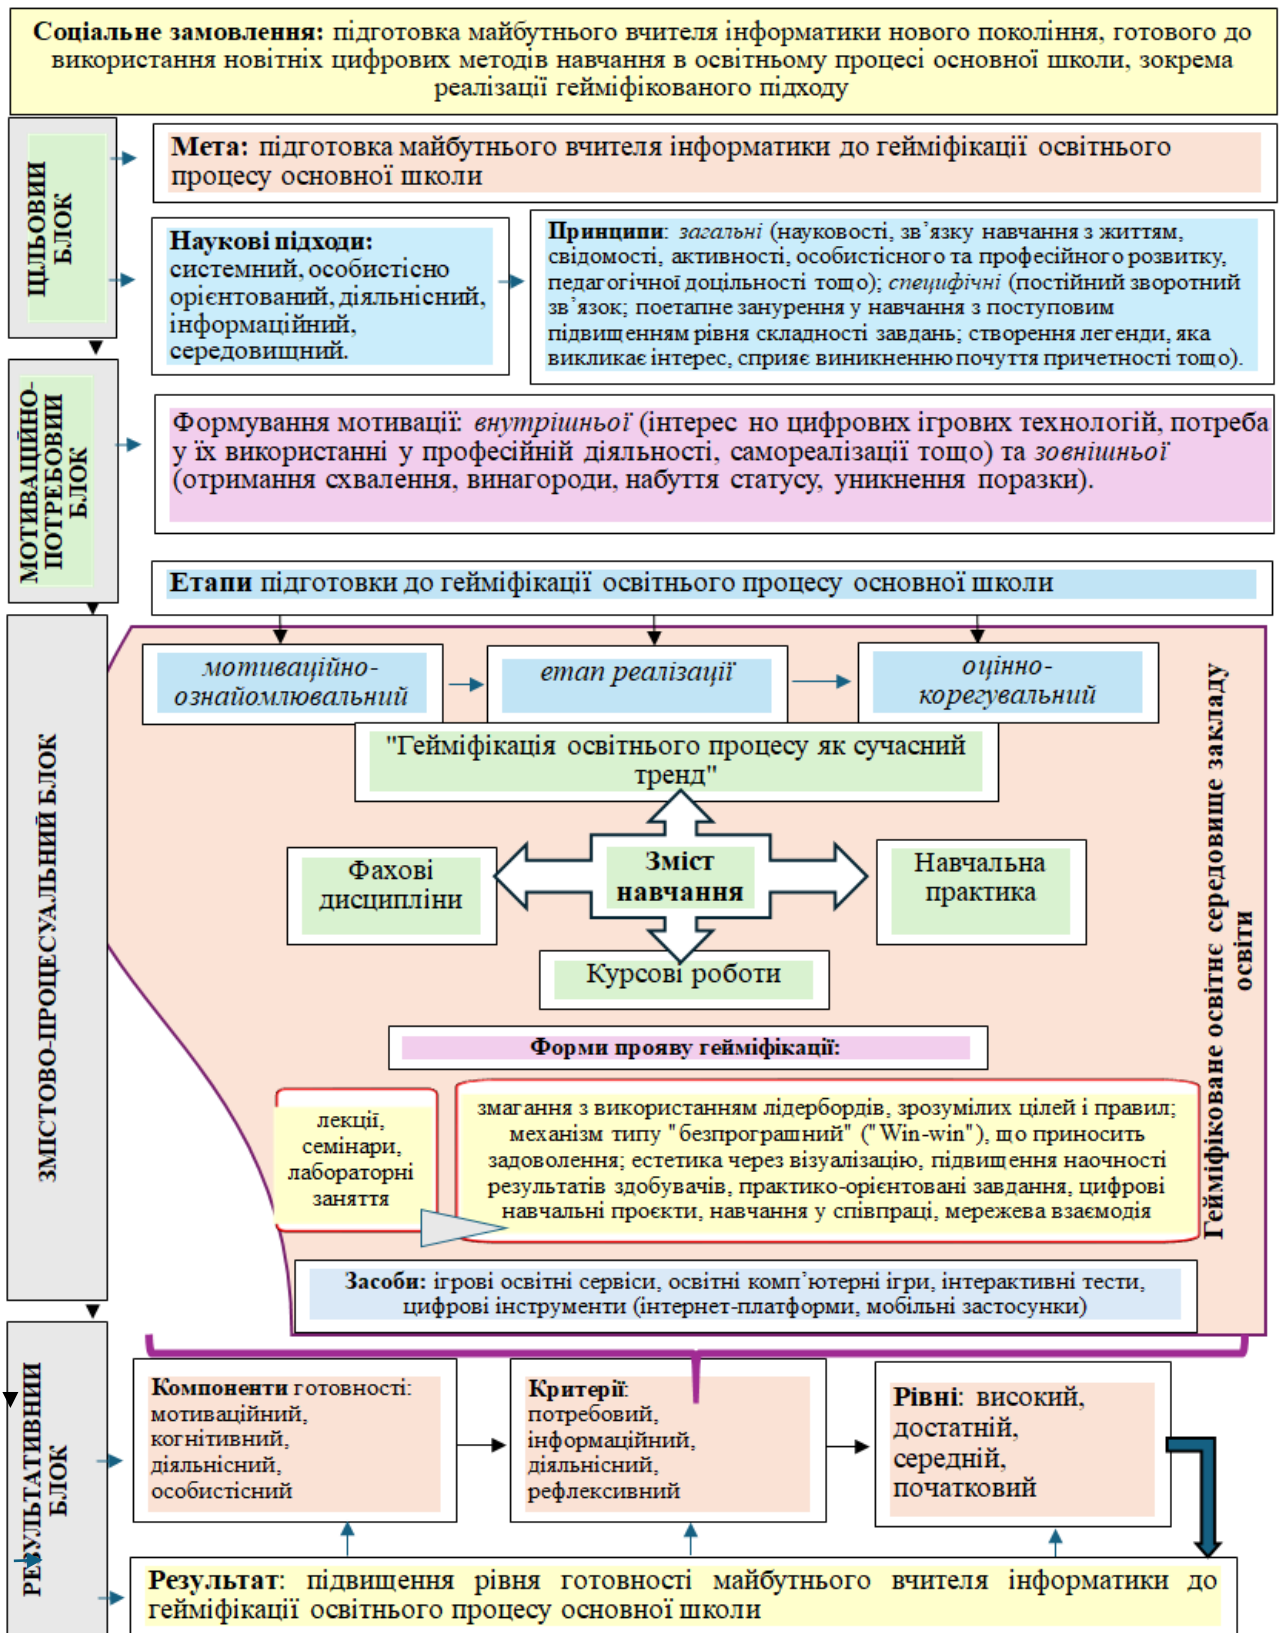 Соціальне замовлення: підготовка майбутнього вчителя інформатики нового покоління, готового до
використання новітніх цифрових методів навчання в освітньому процесі основної школи, зокрема
реалізації гейміфікованого підходу
ЦІЛЬОВИЙ
БЛОК
Мета: підготовка майбутнього вчителя інформатики до гейміфікації освітнього
процесу основної школи
Наукові підходи:
системний, особистісно
орієнтований, діяльнісний,
інформаційний,
середовищний.
Принципи: загальні (науковості, зв’язку навчання з життям,
свідомості, активності, особистісного та професійного розвитку,
педагогічної доцільності тощо); специфічні (постійний зворотний
зв’язок; поетапне занурення у навчання з поступовим
підвищенням рівня складності завдань; створення легенди, яка
викликає інтерес, сприяє виникненню почуття причетності тощо).
МОТИВАЦІЙНО-
ПОТРЕБОВИЙ
БЛОК
Формування мотивації: внутрішньої (інтерес но цифрових ігрових технологій, потреба
у їх використанні у професійній діяльності, самореалізації тощо) та зовнішньої
(отримання схвалення, винагороди, набуття статусу, уникнення поразки).
ЗМІСТОВО-ПРОЦЕСУАЛЬНИЙ БЛОК
Етапи підготовки до гейміфікації освітнього процесу основної школи
мотиваційно-
ознайомлювальний
етап реалізації
оцінно-
корегувальний
"Гейміфікація освітнього процесу як сучасний
тренд"
Фахові
дисципліни
Зміст
навчання
Навчальна
практика
Курсові роботи
Форми прояву гейміфікації:
лекції,
семінари,
лабораторні
заняття
змагання з використанням лідербордів, зрозумілих цілей і правил;
механізм типу "безпрограшний" ("Win-win"), що приносить
задоволення; естетика через візуалізацію, підвищення наочності
результатів здобувачів, практико-орієнтовані завдання, цифрові
навчальні проєкти, навчання у співпраці, мережева взаємодія
Засоби: ігрові освітні сервіси, освітні комп’ютерні ігри, інтерактивні тести,
цифрові інструменти (інтернет-платформи, мобільні застосунки)
Гейміфіковане освітнє середовище закладу
освіти
РЕЗУЛЬТАТИВНИЙ
БЛОК
Компоненти готовності:
мотиваційний,
когнітивний,
діяльнісний,
особистісний
Критерії:
потребовий,
інформаційний,
діяльнісний,
рефлексивний
Рівні: високий,
достатній,
середній,
початковий
Результат: підвищення рівня готовності майбутнього вчителя інформатики до
гейміфікації освітнього процесу основної школи